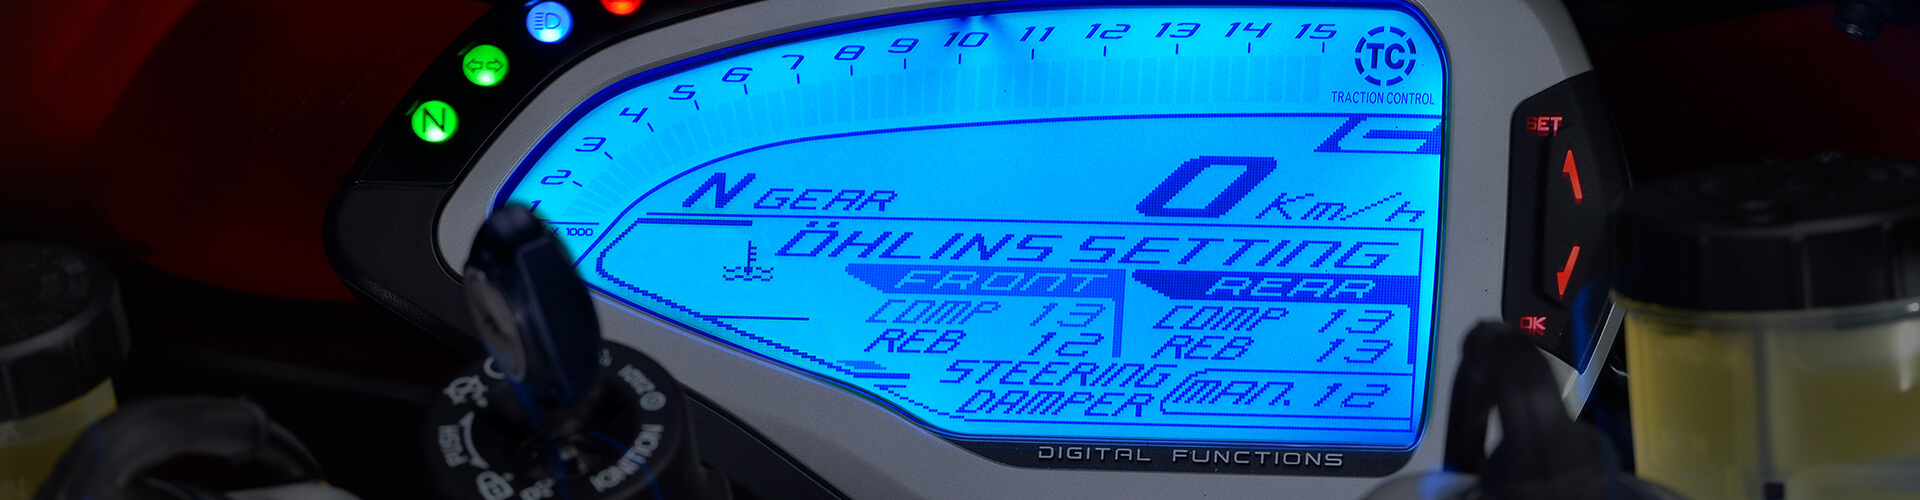 1 2 3 4 5 6 7 8 9 10 11 12 13 14 15
TC
TRACTION CONTROL
N
SET
N GEAR
0 Km/h
X 1000
ÖHLINS SETTING
FRONT
REAR
COMP 13
COMP 13
REB 12
REB 13
STEERING
DAMPER
MAN. 12
OK
DIGITAL FUNCTIONS
IGNITION
PUSH